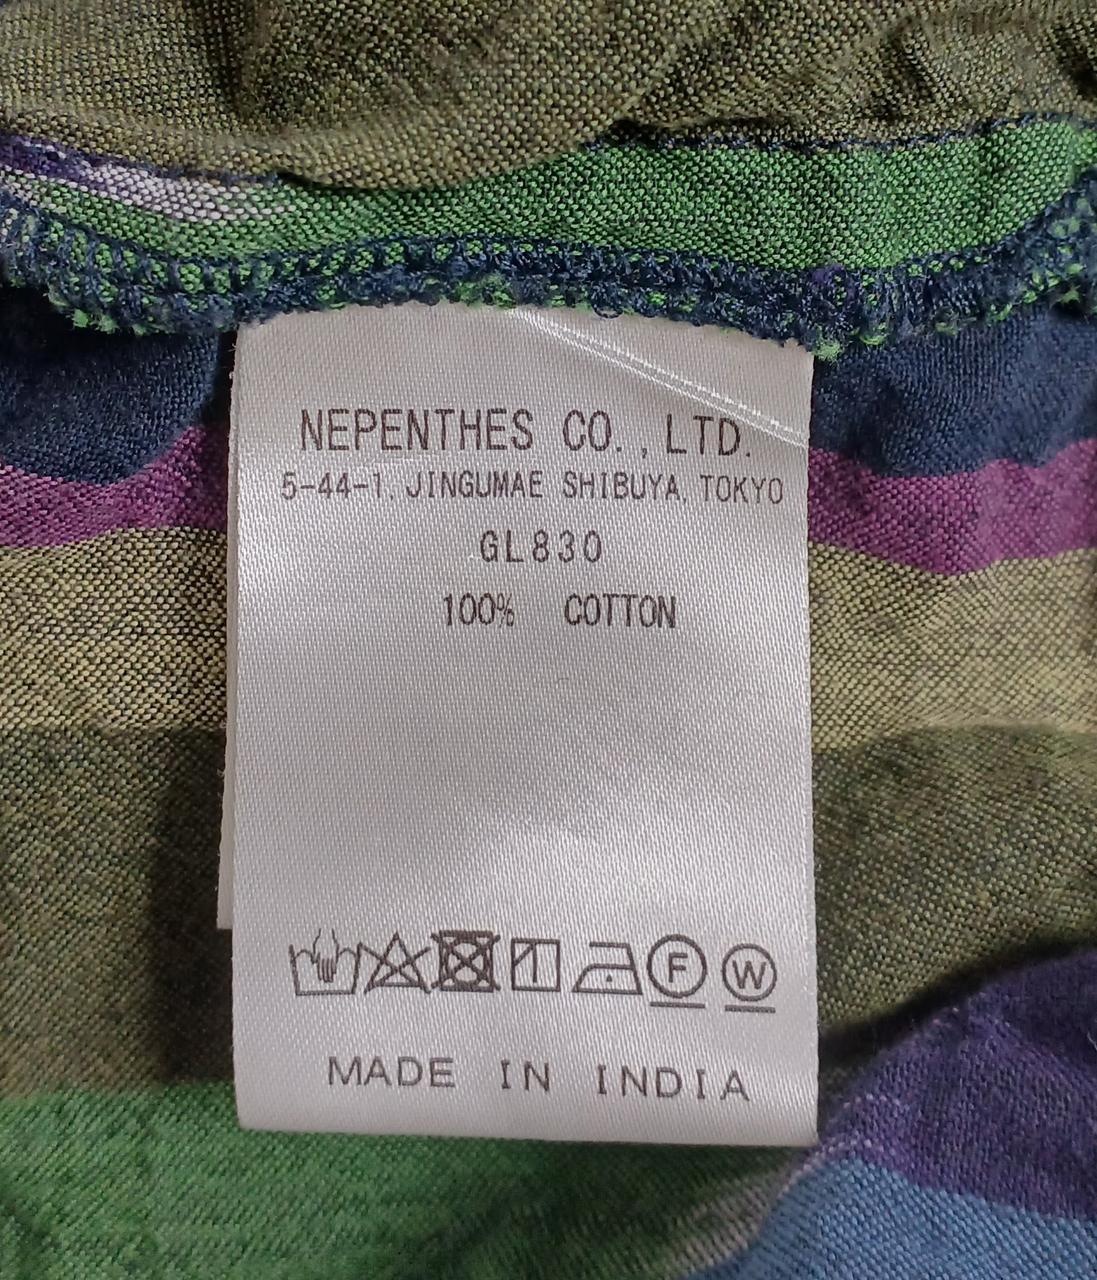 NEPENTHES CO.,LTD.
5-44-1, JINGUMAE SHIBUYA, TOKYO
GL830
100% COTTON
F W
MADE IN INDIA